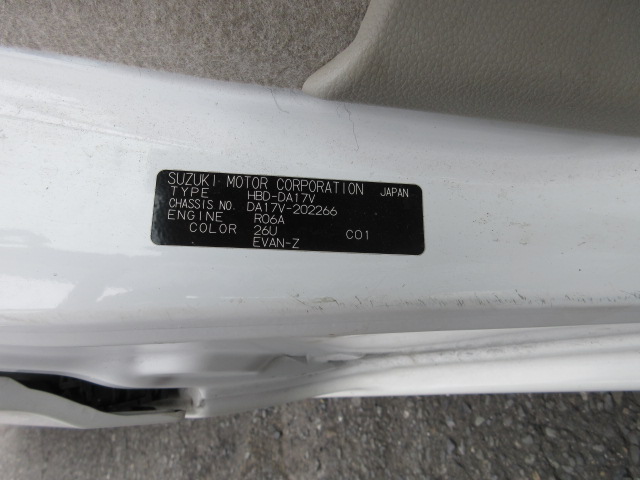 SUZUKI MOTOR CORPORATION JAPAN
TYPE HBD-DA17V
CHASSIS NO. DA17V-202266
ENGINE R06A
COLOR 26U C01
EVAN-Z